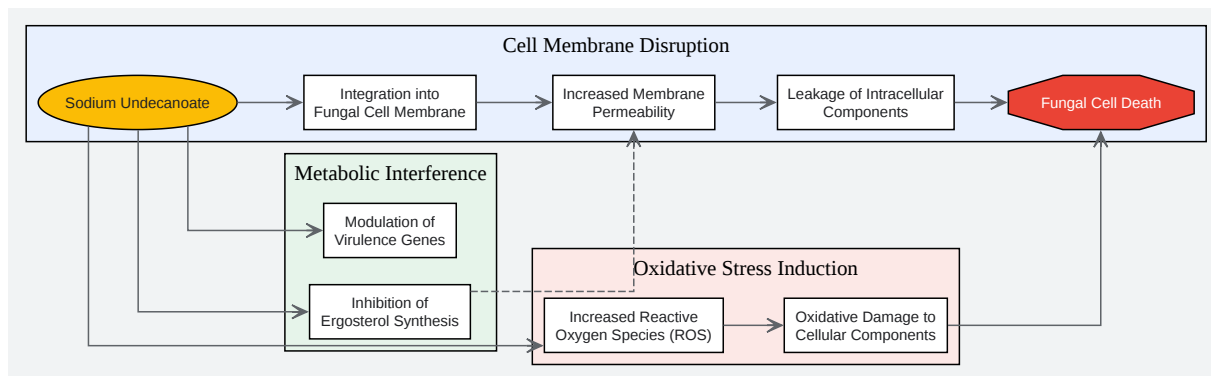 Cell Membrane Disruption
Sodium Undecanoate
Integration into
Fungal Cell Membrane
Increased Membrane
Permeability
Leakage of Intracellular
Components
Fungal Cell Death
Metabolic Interference
Modulation of
Virulence Genes
Inhibition of
Ergosterol Synthesis
Oxidative Stress Induction
Increased Reactive
Oxygen Species (ROS)
Oxidative Damage to
Cellular Components